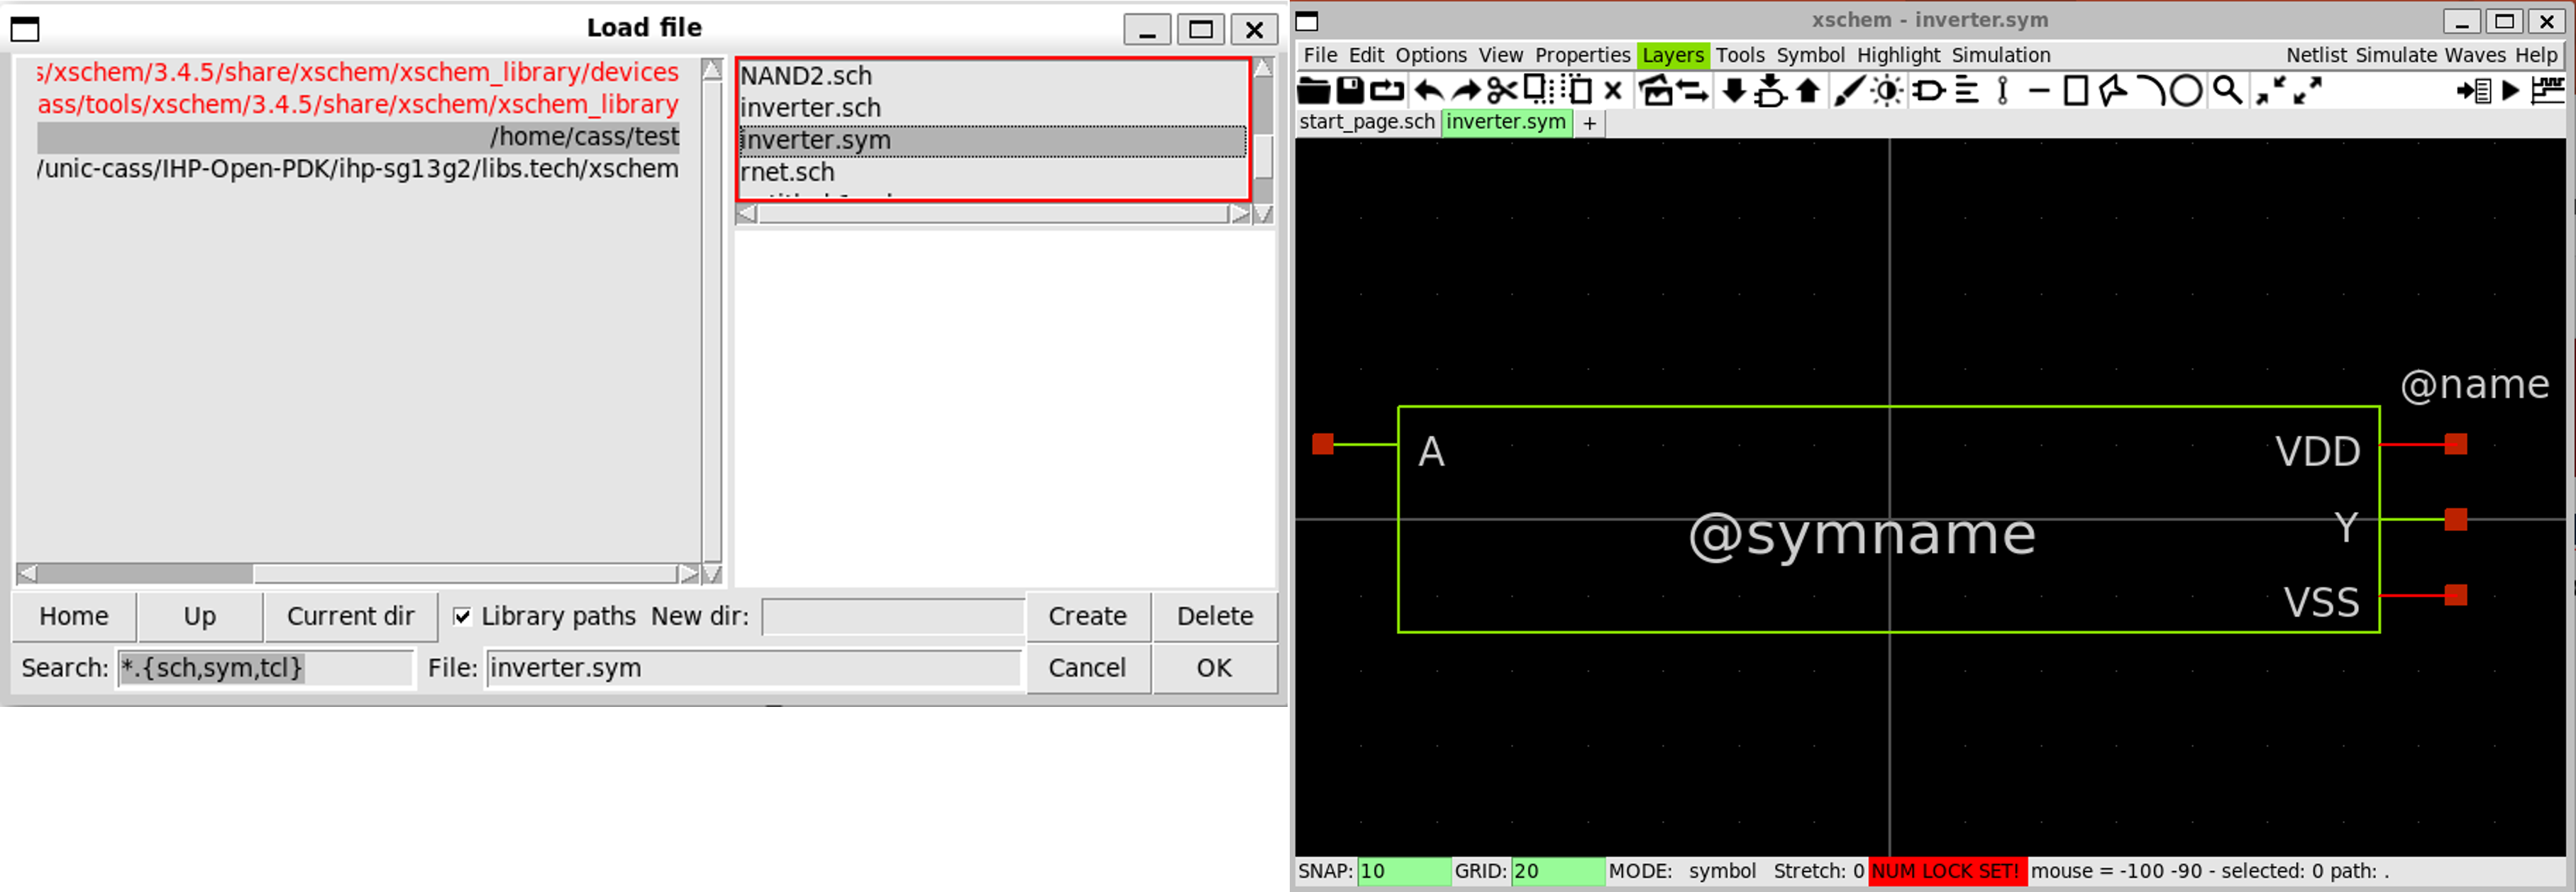 Load file
s/xschem/3.4.5/share/xschem/xschem_library/devices
ass/tools/xschem/3.4.5/share/xschem/xschem_library
/home/cass/test
/unic-cass/IHP-Open-PDK/ihp-sg13g2/libs.tech/xschem
NAND2.sch
inverter.sch
inverter.sym
rnet.sch
Home Up Current dir Library paths New dir: Create Delete
Search: *.{sch,sym,tcl} File: inverter.sym Cancel OK
xschem - inverter.sym
File Edit Options View Properties Layers Tools Symbol Highlight Simulation Netlist Simulate Waves Help
start_page.sch inverter.sym +
@name
A VDD
@symname Y
VSS
SNAP: 10 GRID: 20 MODE: symbol Stretch: 0 NUM LOCK SET! mouse = -100 -90 - selected: 0 path: .